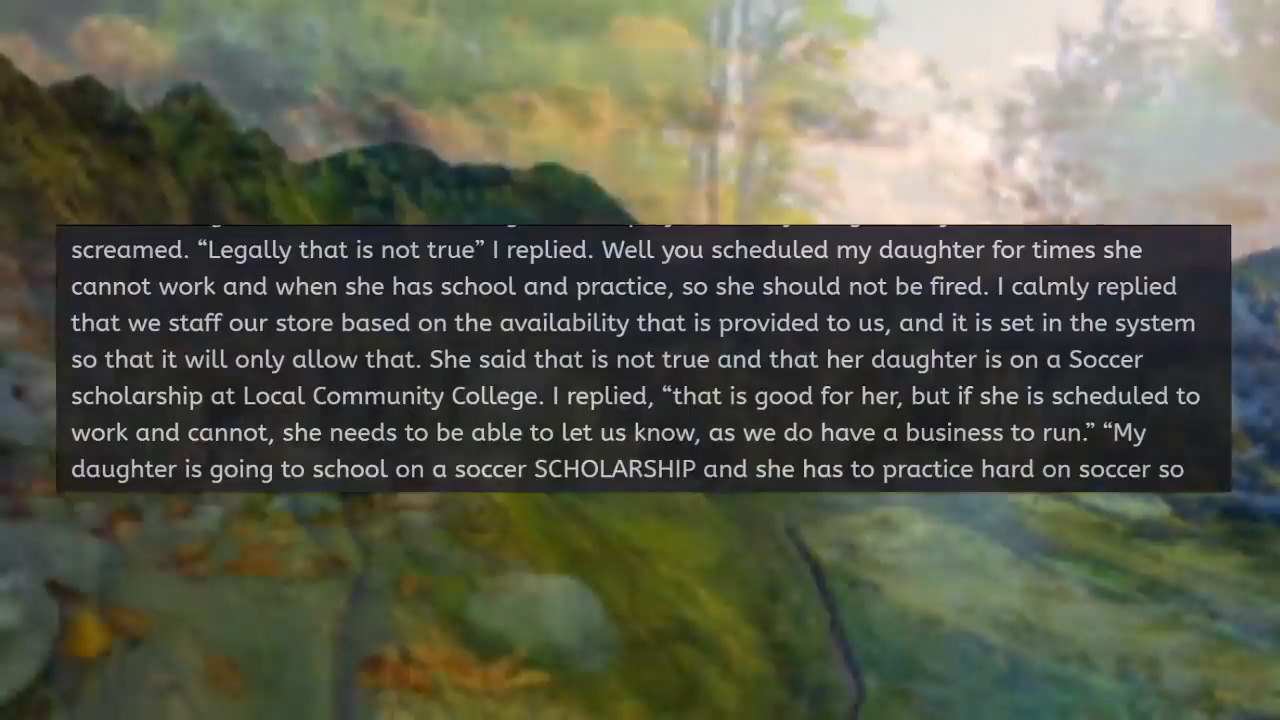 screamed. “Legally that is not true” I replied. Well you scheduled my daughter for times she
cannot work and when she has school and practice, so she should not be fired. I calmly replied
that we staff our store based on the availability that is provided to us, and it is set in the system
so that it will only allow that. She said that is not true and that her daughter is on a Soccer
scholarship at Local Community College. I replied, “that is good for her, but if she is scheduled to
work and cannot, she needs to be able to let us know, as we do have a business to run.” “My
daughter is going to school on a soccer SCHOLARSHIP and she has to practice hard on soccer so